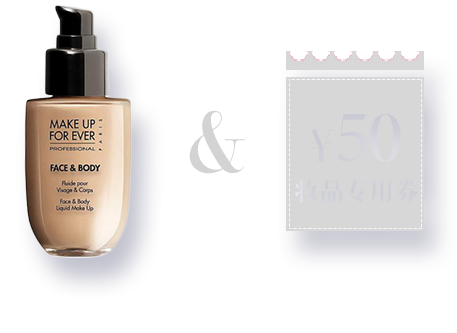 MAKE UP
FOR EVER
PROFESSIONAL
PARIS
FACE & BODY
Fluide pour
Visage & Corps
Face & Body
Liquid Make Up
&
¥50
妆品专用券